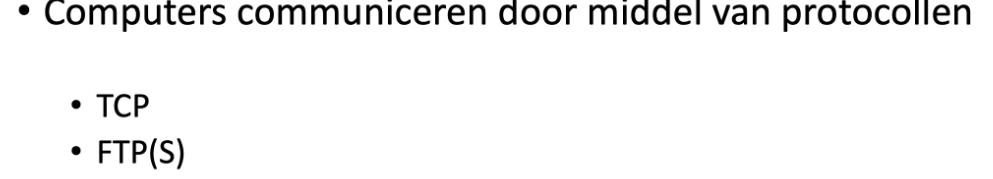 • Computers communiceren door middel van protocollen
• TCP
• FTP(S)